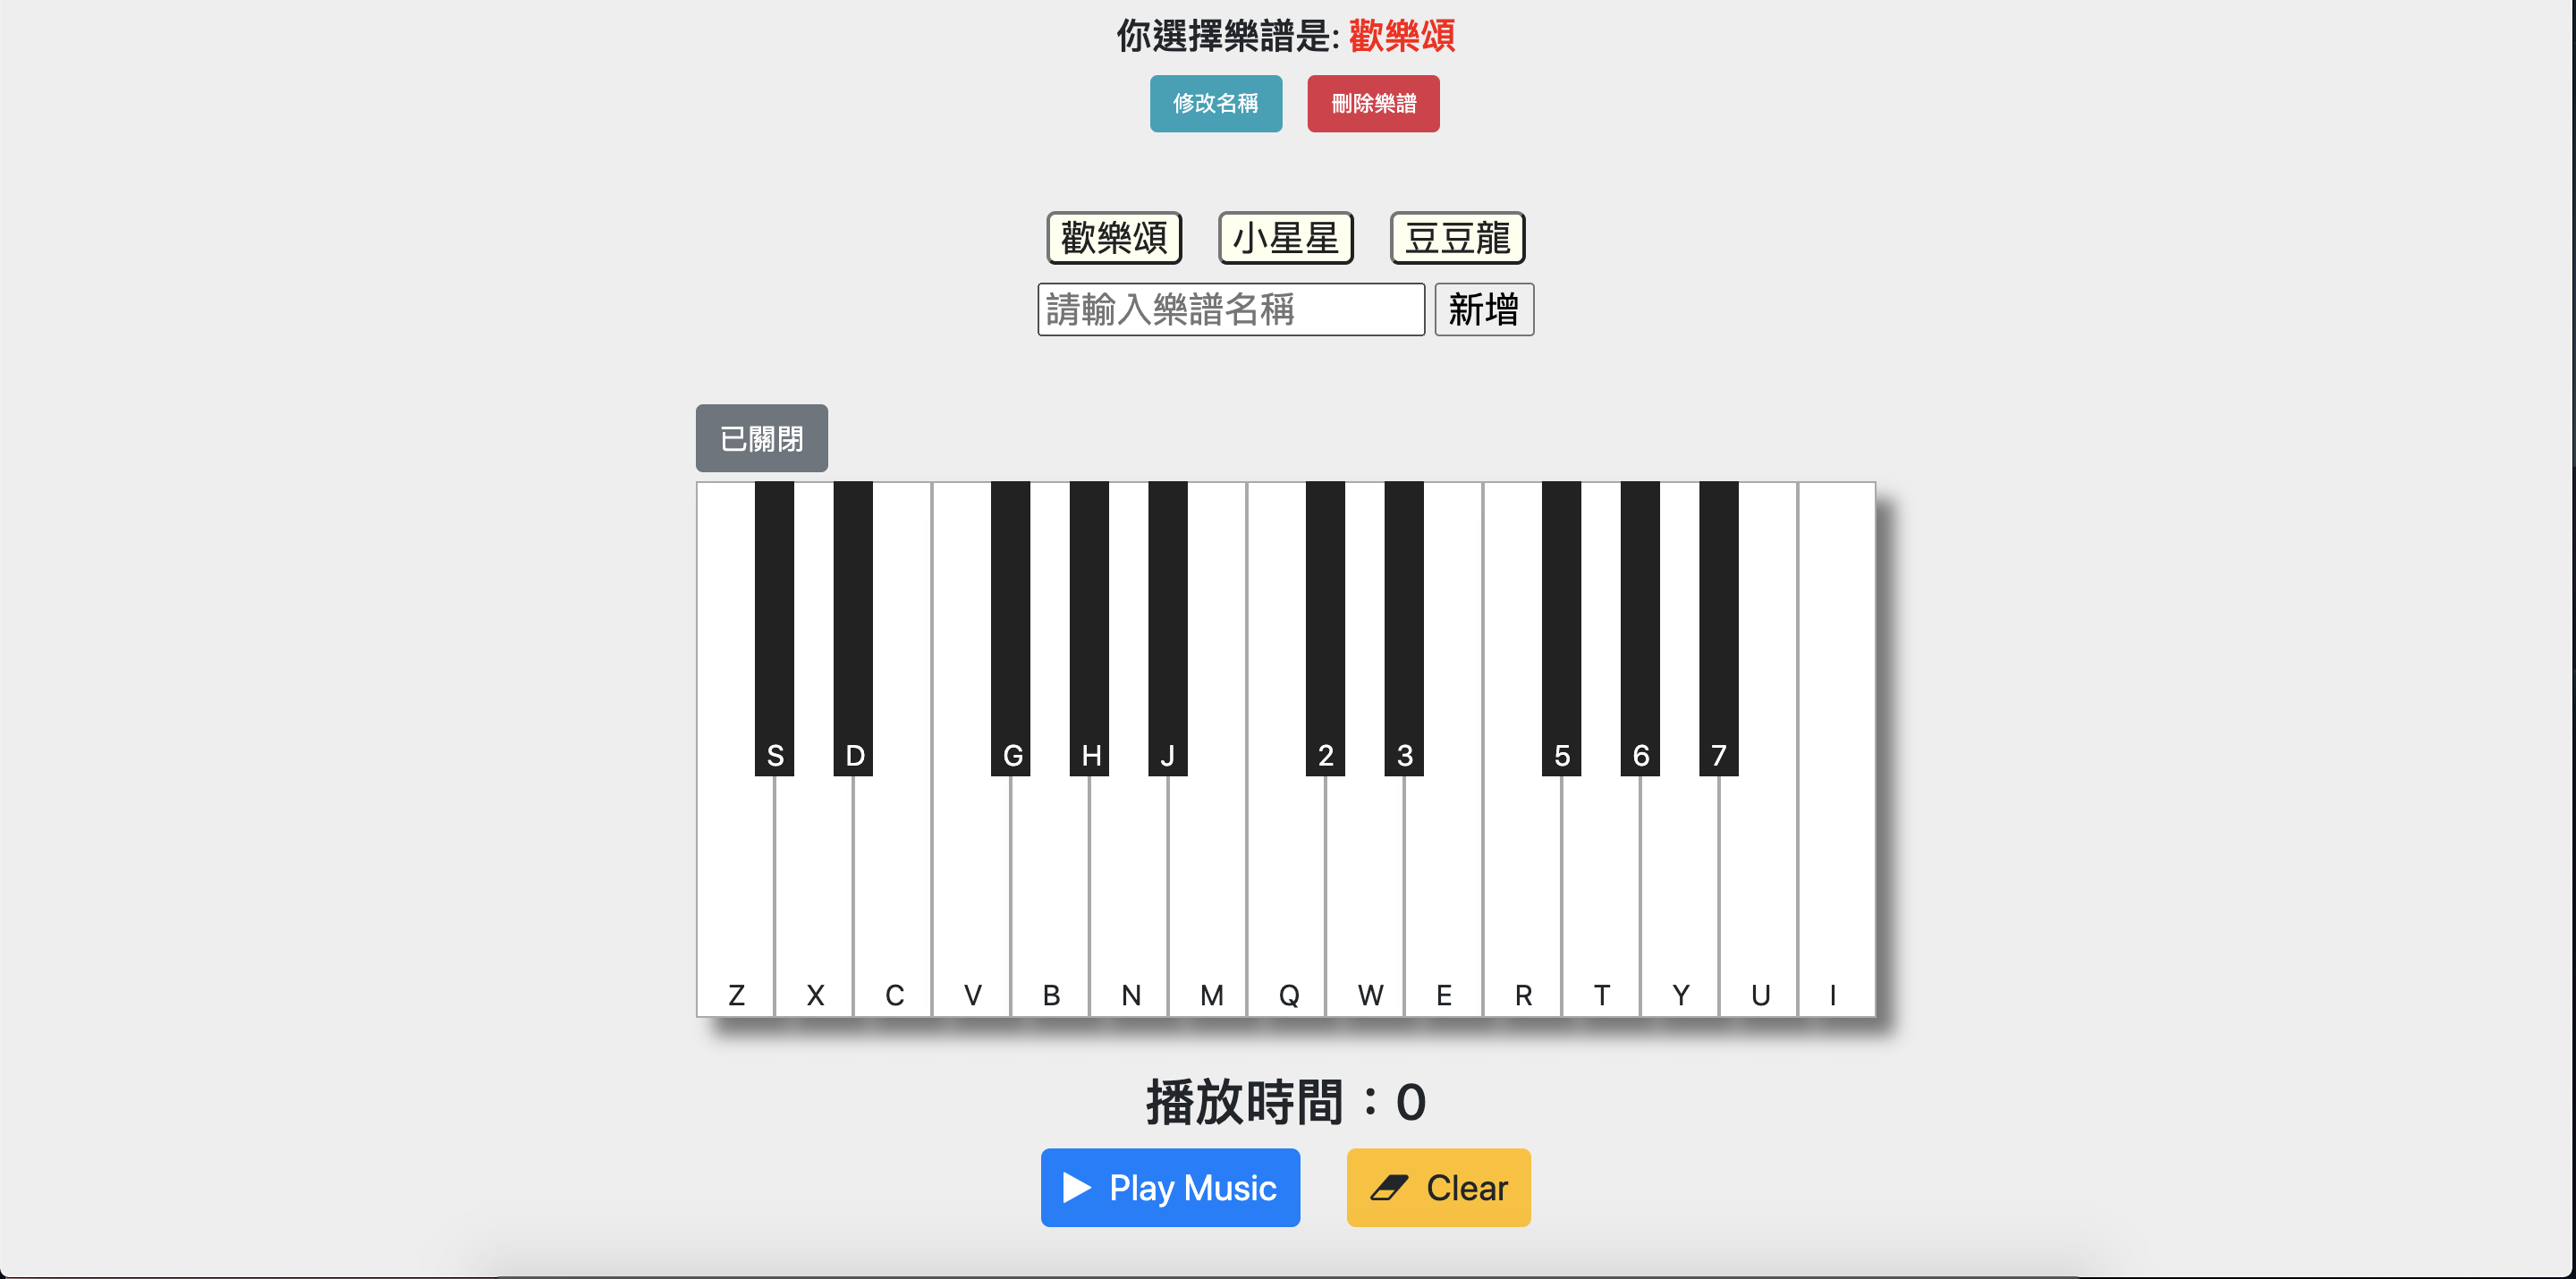 你選擇樂譜是: 歡樂頌
修改名稱 刪除樂譜
歡樂頌 小星星 豆豆龍
請輸入樂譜名稱 新增
已關閉
S D G H J 2 3 5 6 7
Z X C V B N M Q W E R T Y U I
播放時間：0
Play Music Clear